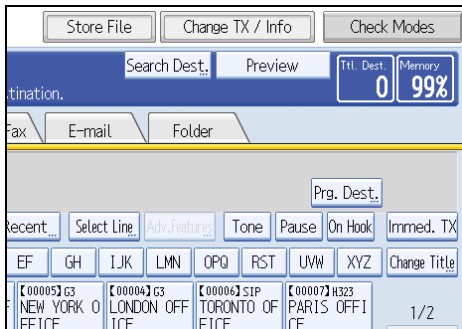 Store File Change TX / Info Check Modes
Search Dest. Preview Ttl. Dest. Memory
tination. 0 99%
Fax E-mail Folder
Prg. Dest.
Recent Select Line Adv.Features Tone Pause On Hook Immed. TX
EF GH IJK LMN OPQ RST UVW XYZ Change Title
【00005】G3 【00004】G3 【00006】SIP 【00007】H323
F NEW YORK O LONDON OFF TORONTO OF PARIS OFFI 1/2
FFICE ICE FICE CE